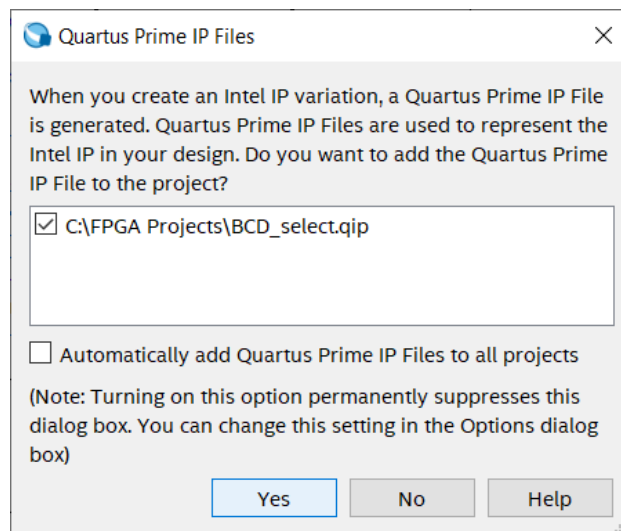 Quartus Prime IP Files
When you create an Intel IP variation, a Quartus Prime IP File
is generated. Quartus Prime IP Files are used to represent the
Intel IP in your design. Do you want to add the Quartus Prime
IP File to the project?
C:\FPGA Projects\BCD_select.qip
Automatically add Quartus Prime IP Files to all projects
(Note: Turning on this option permanently suppresses this
dialog box. You can change this setting in the Options dialog
box)
Yes No Help